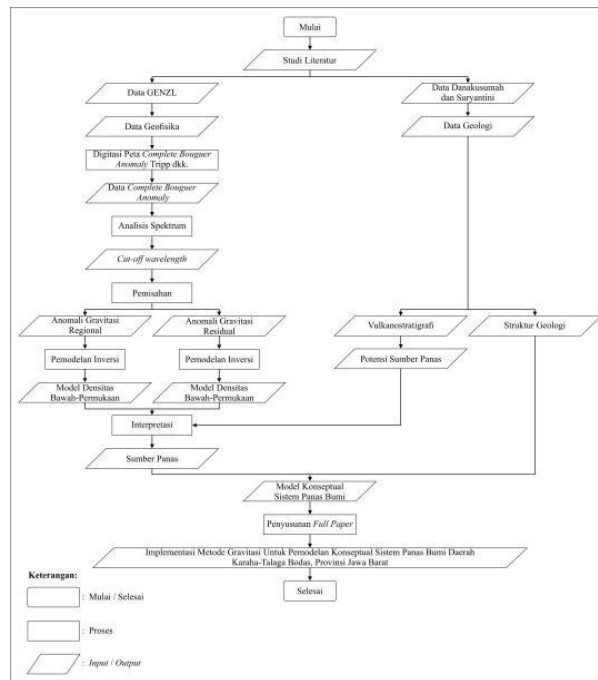 Mulai
Studi Literatur
Data GENZL
Data Danakusumah
dan Suryantini
Data Geofisika
Data Geologi
Digitasi Peta Complete Bouguer
Anomaly Tripp dkk.
Data Complete Bouguer
Anomaly
Analisis Spektrum
Cut-off wavelength
Pemisahan
Anomali Gravitasi
Regional
Anomali Gravitasi
Residual
Vulkanostratigrafi
Struktur Geologi
Pemodelan Inversi
Pemodelan Inversi
Potensi Sumber Panas
Model Densitas
Bawah-Permukaan
Model Densitas
Bawah-Permukaan
Interpretasi
Sumber Panas
Model Konseptual
Sistem Panas Bumi
Penyusunan Full Paper
Implementasi Metode Gravitasi Untuk Pemodelan Konseptual Sistem Panas Bumi Daerah
Karaha-Talaga Bodas, Provinsi Jawa Barat
Selesai
Keterangan:
: Mulai / Selesai
: Proses
: Input / Output